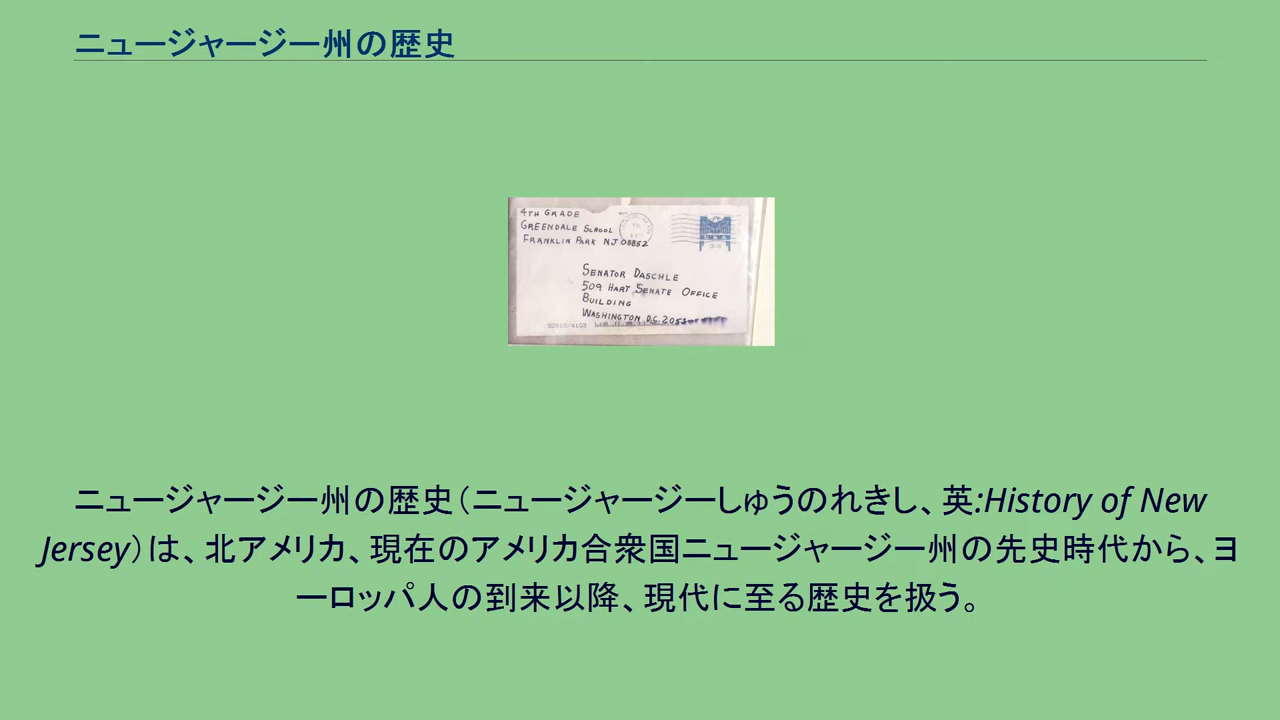 ニュージャージー州の歴史
4TH GRADE
GREENDALE SCHOOL
FRANKLIN PARK NJ 08852
SENATOR DASCHLE
509 HART SENATE OFFICE
BUILDING
WASHINGTON D.C. 205
20510/4103
USA
ニュージャージー州の歴史（ニュージャージーしゅうのれきし、英:History of New
Jersey）は、北アメリカ、現在のアメリカ合衆国ニュージャージー州の先史時代から、ヨ
ーロッパ人の到来以降、現代に至る歴史を扱う。